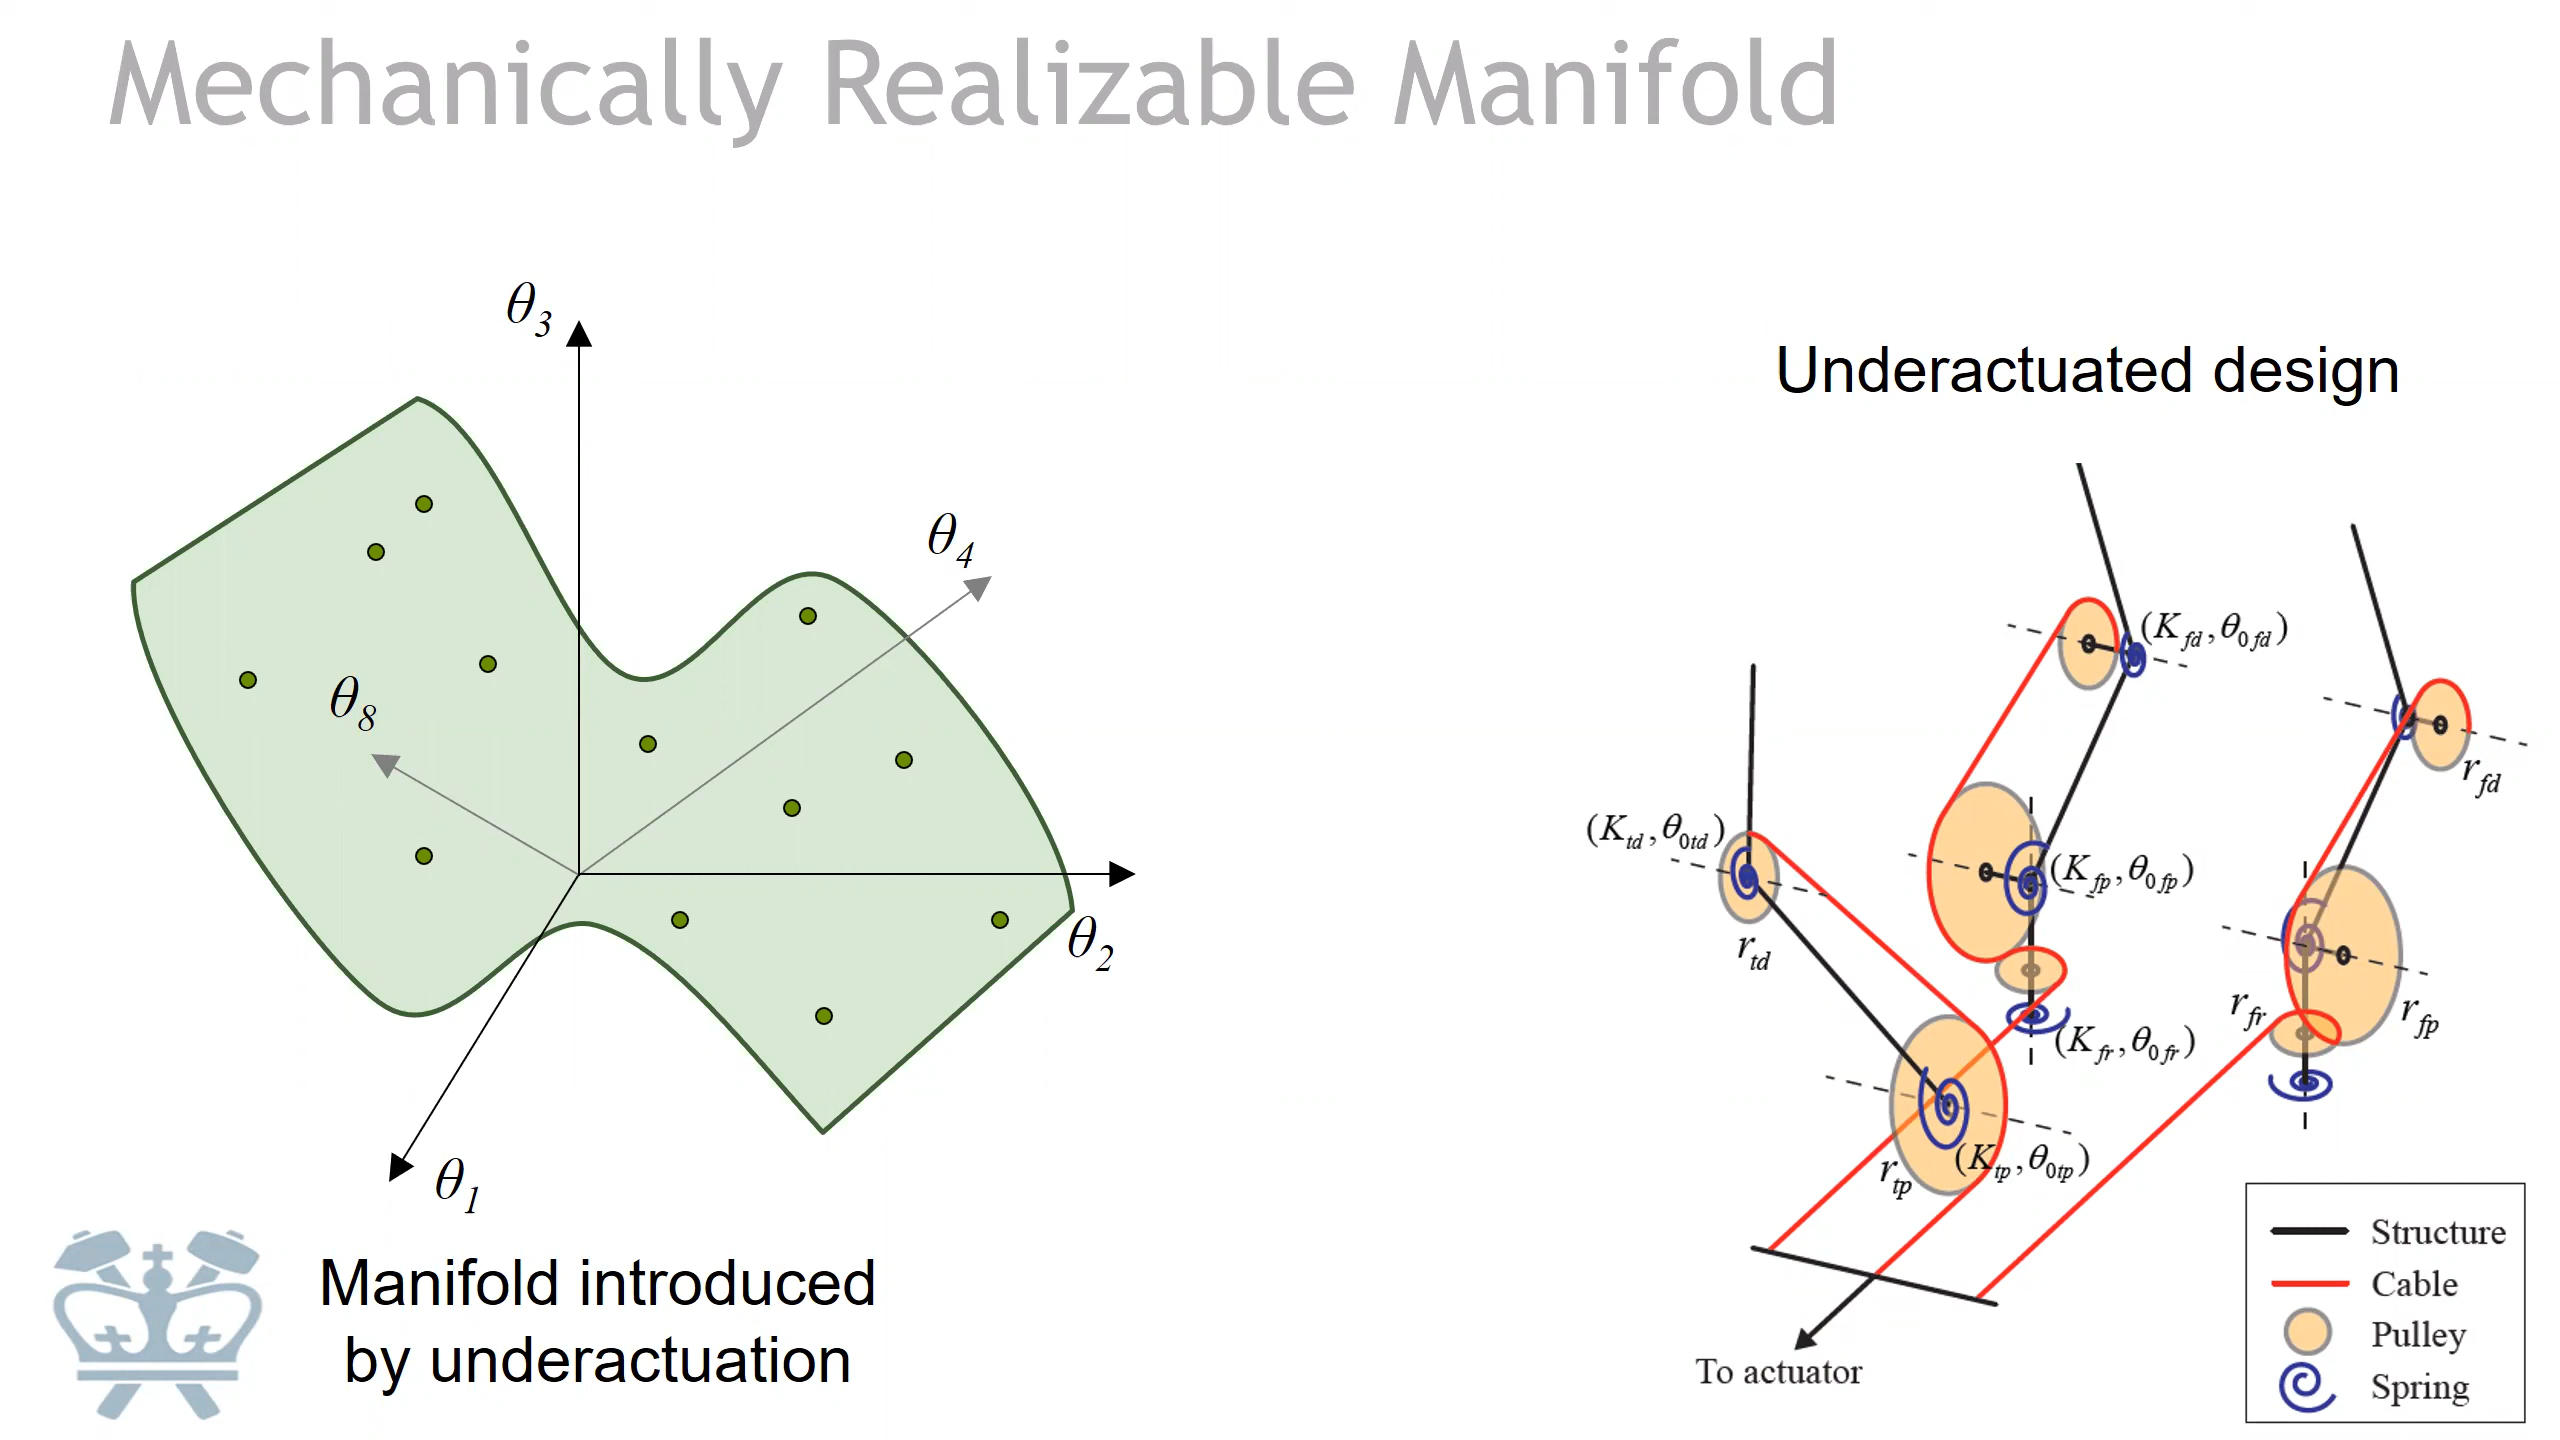 Mechanically Realizable Manifold
θ3
θ4
θ8
θ2
θ1
Manifold introduced
by underactuation
Underactuated design
(Kfd, θ0fd)
rfd
(Ktd, θ0td)
rtd
(Kfp, θ0fp)
rfr
rfp
(Kfr, θ0fr)
rtp
(Ktp, θ0tp)
To actuator
Structure
Cable
Pulley
Spring